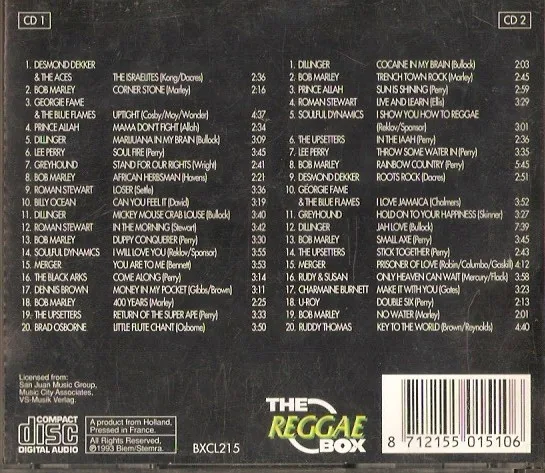 CD 1
1. DESMOND DEKKER
& THE ACES THE ISRAELITES (Kong/Dacres) 2:36
2. BOB MARLEY CORNER STONE (Marley) 2:16
3. GEORGIE FAME
& THE BLUE FLAMES UPTIGHT (Cosby/Moy/Wonder) 4:37
4. PRINCE ALLAH MAMA DON'T FIGHT (Allah) 2:34
5. DILLINGER MARIJUANA IN MY BRAIN (Bullock) 3:09
6. LEE PERRY SOUL FIRE (Perry) 3:45
7. GREYHOUND STAND FOR OUR RIGHTS (Wright) 2:41
8. BOB MARLEY AFRICAN HERBSMAN (Havens) 2:21
9. ROMAN STEWART LOSER (Settle) 3:36
10. BILLY OCEAN CAN YOU FEEL IT (David) 3:19
11. DILLINGER MICKEY MOUSE CRAB LOUSE (Bullock) 3:40
12. ROMAN STEWART IN THE MORNING (Stewart) 2:42
13. BOB MARLEY DUPPY CONQUERER (Perry) 3:30
14. SOULFUL DYNAMICS I WILL LOVE YOU (Reklov/Sponsor) 3:55
15. MERGER YOU ARE TO ME (Bennett) 3:53
16. THE BLACK ARKS COME ALONG (Perry) 3:14
17. DENNIS BROWN MONEY IN MY POCKET (Gibbs/Brown) 3:11
18. BOB MARLEY 400 YEARS (Marley) 2:25
19. THE UPSETTERS RETURN OF THE SUPER APE (Perry) 3:33
20. BRAD OSBORNE LITTLE FLUTE CHANT (Osborne) 3:50
CD 2
1. DILLINGER COCAINE IN MY BRAIN (Bullock) 2:03
2. BOB MARLEY TRENCH TOWN ROCK (Marley) 2:45
3. PRINCE ALLAH SUN IS SHINING (Perry) 2:59
4. ROMAN STEWART LIVE AND LEARN (Ellis) 3:29
5. SOULFUL DYNAMICS I SHOW YOU HOW TO REGGAE
(Reklov/Sponsor) 3:01
6. THE UPSETTERS IN THE IAAH (Perry) 2:36
7. LEE PERRY THROW SOME WATER IN (Perry) 3:35
8. BOB MARLEY RAINBOW COUNTRY (Perry) 5:45
9. DESMOND DEKKER ROOTS ROCK (Dacres) 2:51
10. GEORGIE FAME
& THE BLUE FLAMES I LOVE JAMAICA (Chalmers) 3:52
11. GREYHOUND HOLD ON TO YOUR HAPPINESS (Skinner) 3:27
12. DILLINGER JAH LOVE (Bullock) 7:39
13. BOB MARLEY SMALL AXE (Perry) 3:45
14. THE UPSETTERS STICK TOGETHER (Perry) 2:43
15. MERGER PRISONER OF LOVE (Robin/Columbo/Gaskill) 4:12
16. RUDY & SUSAN ONLY HEAVEN CAN WAIT (Mercury/Flack) 3:58
17. CHARMAINE BURNETT MAKE IT WITH YOU (Gates) 3:23
18. U-ROY DOUBLE SIX (Perry) 2:13
19. BOB MARLEY NO WATER (Marley) 2:01
20. RUDDY THOMAS KEY TO THE WORLD (Brown/Reynolds) 4:40
Licensed from:
San Juan Music Group,
Music City Associates,
VS-Musik Verlag.
COMPACT
disc
DIGITAL AUDIO
A product from Holland,
Pressed in France.
All Rights Reserved,
©1993 Biem/Stemra.
BXCL215
THE
REGGAE
BOX
8 712155 015106